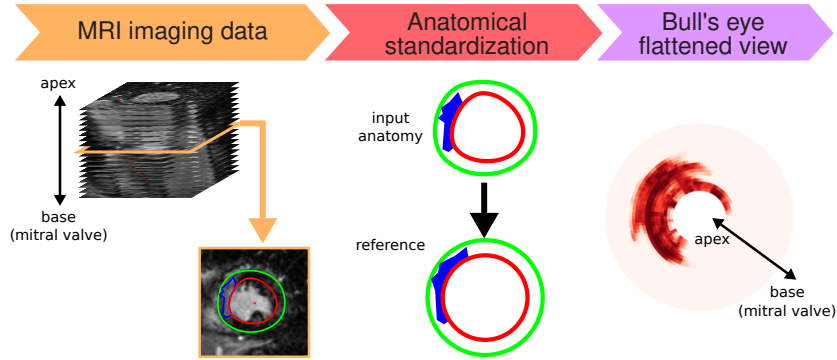 MRI imaging data
Anatomical
standardization
Bull's eye
flattened view
apex
base
(mitral valve)
input
anatomy
reference
apex
base
(mitral valve)